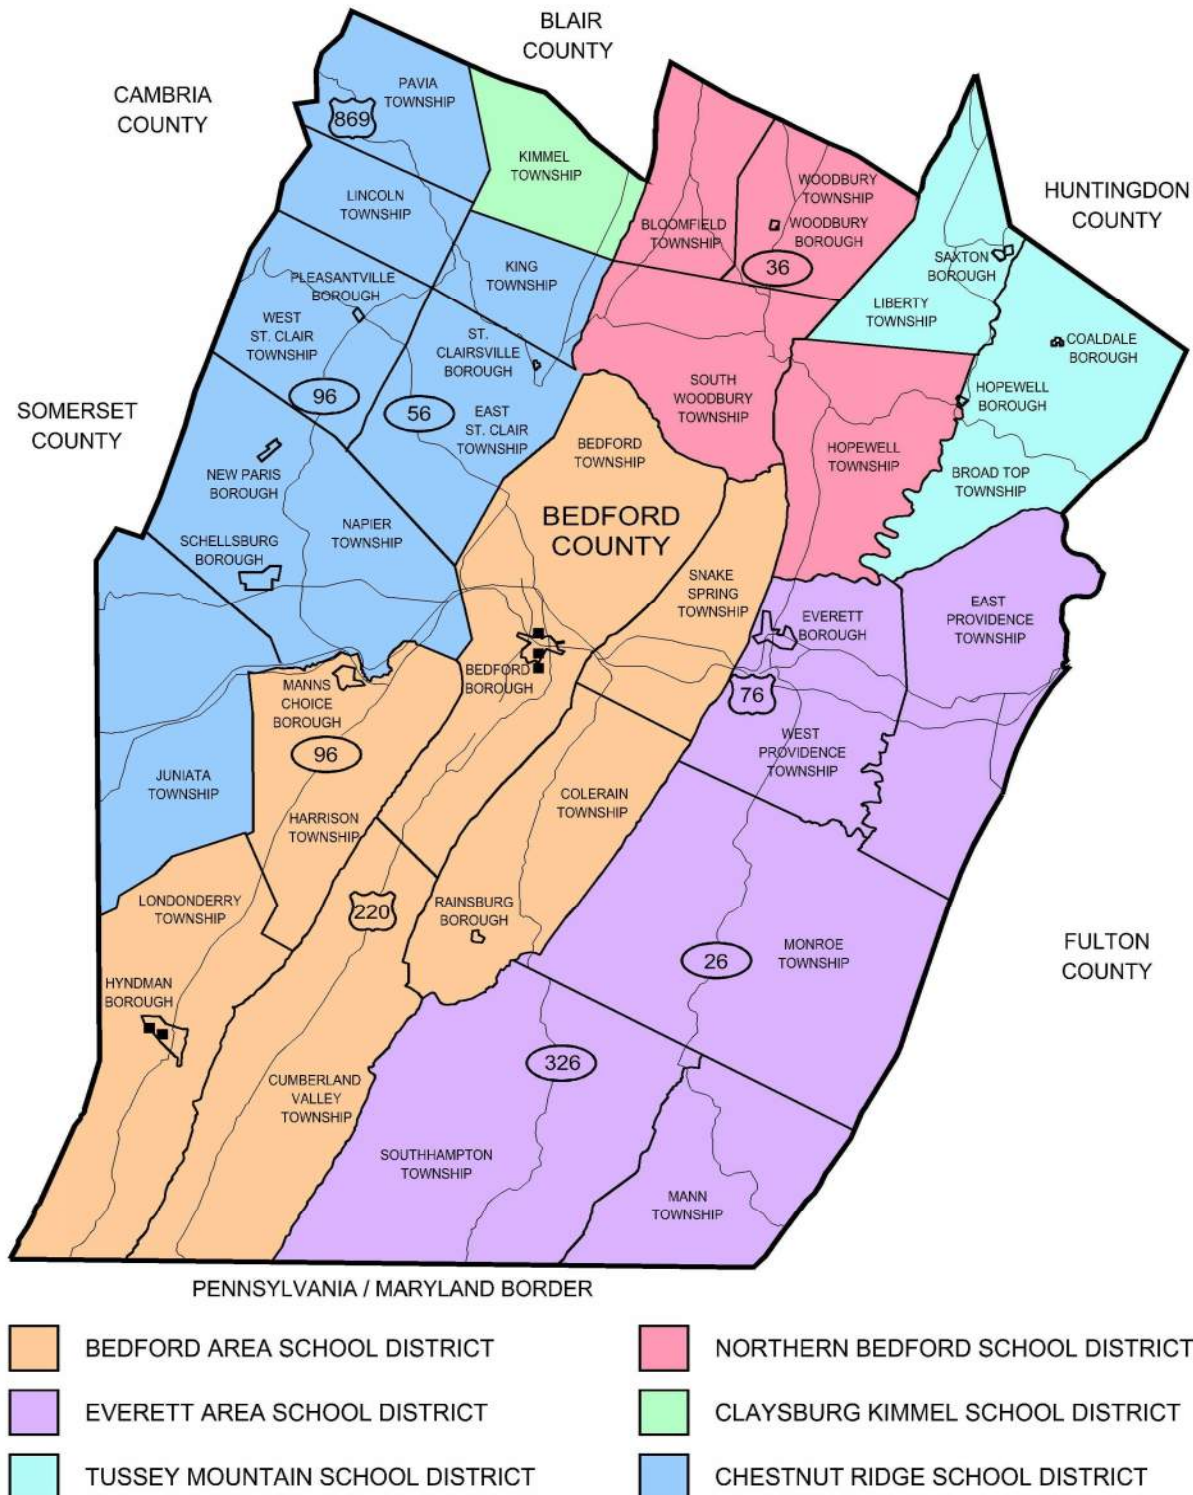 BLAIR
COUNTY
CAMBRIA
COUNTY
PAVIA
TOWNSHIP
869
KIMMEL
TOWNSHIP
WOODBURY
TOWNSHIP
HUNTINGDON
COUNTY
LINCOLN
TOWNSHIP
BLOOMFIELD
TOWNSHIP
WOODBURY
BOROUGH
36
SAXTON
BOROUGH
KING
TOWNSHIP
PLEASANTVILLE
BOROUGH
LIBERTY
TOWNSHIP
WEST
ST. CLAIR
TOWNSHIP
ST.
CLAIRSVILLE
BOROUGH
COALDALE
BOROUGH
SOMERSET
COUNTY
96
56
EAST
ST. CLAIR
TOWNSHIP
SOUTH
WOODBURY
TOWNSHIP
HOPEWELL
BOROUGH
BEDFORD
TOWNSHIP
HOPEWELL
TOWNSHIP
NEW PARIS
BOROUGH
BROAD TOP
TOWNSHIP
BEDFORD
COUNTY
NAPIER
TOWNSHIP
SCHELLSBURG
BOROUGH
SNAKE
SPRING
TOWNSHIP
EVERETT
BOROUGH
EAST
PROVIDENCE
TOWNSHIP
BEDFORD
BOROUGH
MANNS
CHOICE
BOROUGH
76
96
WEST
PROVIDENCE
TOWNSHIP
JUNIATA
TOWNSHIP
COLERAIN
TOWNSHIP
HARRISON
TOWNSHIP
LONDONDERRY
TOWNSHIP
220
RAINSBURG
BOROUGH
MONROE
TOWNSHIP
FULTON
COUNTY
26
HYNDMAN
BOROUGH
326
CUMBERLAND
VALLEY
TOWNSHIP
SOUTHHAMPTON
TOWNSHIP
MANN
TOWNSHIP
PENNSYLVANIA / MARYLAND BORDER
BEDFORD AREA SCHOOL DISTRICT
NORTHERN BEDFORD SCHOOL DISTRICT
EVERETT AREA SCHOOL DISTRICT
CLAYSBURG KIMMEL SCHOOL DISTRICT
TUSSEY MOUNTAIN SCHOOL DISTRICT
CHESTNUT RIDGE SCHOOL DISTRICT